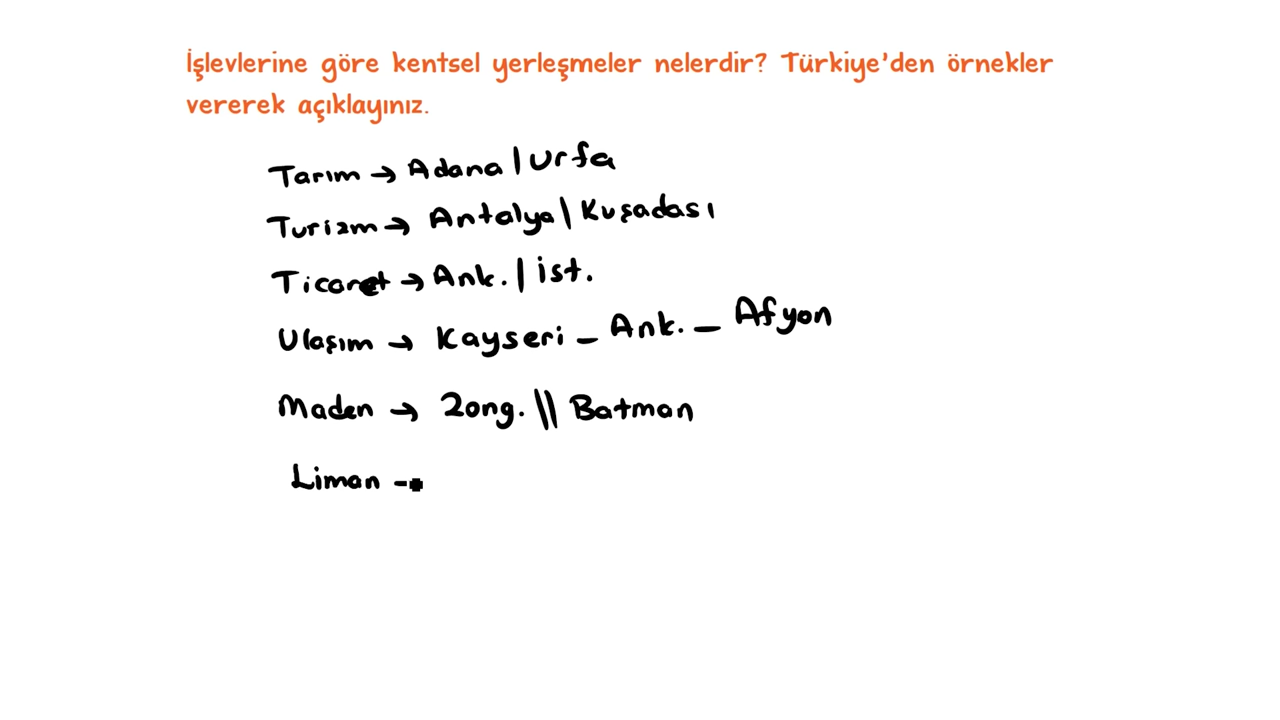 İşlevlerine göre kentsel yerleşmeler nelerdir? Türkiye'den örnekler
vererek açıklayınız.
Tarım → Adana | Urfa
Turizm → Antalya | Kuşadası
Ticaret → Ank. | İst.
Ulaşım → Kayseri – Ank. – Afyon
Maden → Zong. || Batman
Liman →